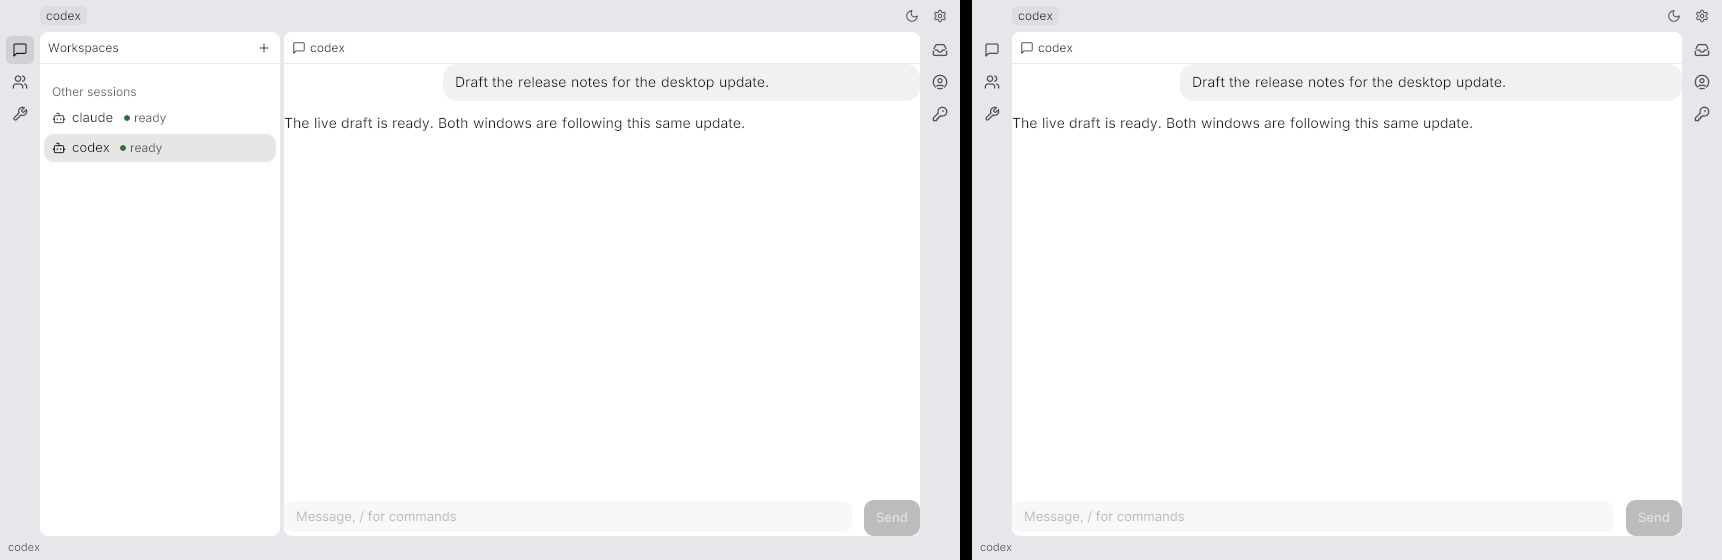 codex
Workspaces
codex
Draft the release notes for the desktop update.
Other sessions
claude ready
The live draft is ready. Both windows are following this same update.
codex ready
Message, / for commands
Send
codex
codex
codex
Draft the release notes for the desktop update.
The live draft is ready. Both windows are following this same update.
Message, / for commands
Send
codex